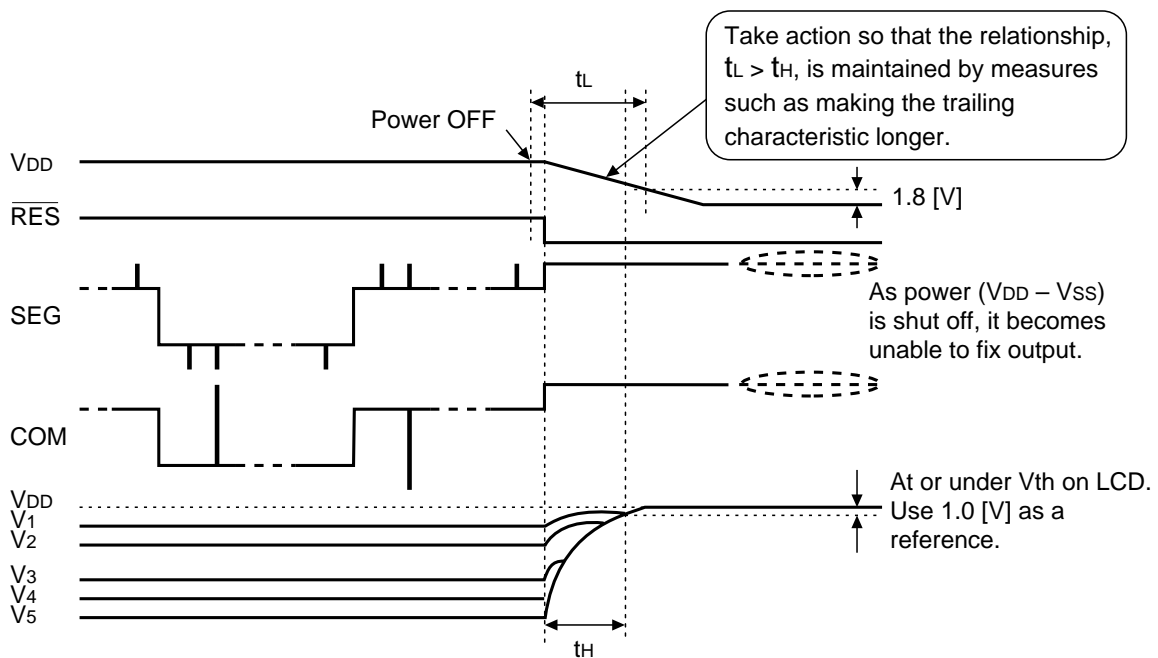 Take action so that the relationship,
tL > tH, is maintained by measures
such as making the trailing
characteristic longer.
tL
Power OFF
VDD
1.8 [V]
RES
SEG
As power (VDD – VSS)
is shut off, it becomes
unable to fix output.
COM
At or under Vth on LCD.
Use 1.0 [V] as a
reference.
VDD
V1
V2
V3
V4
V5
tH